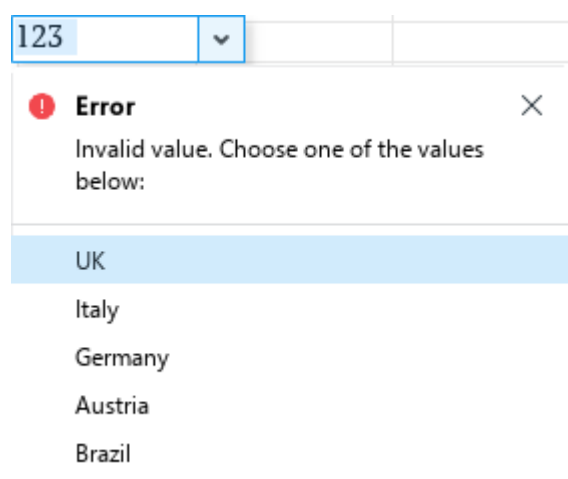 123
Error
Invalid value. Choose one of the values
below:
UK
Italy
Germany
Austria
Brazil